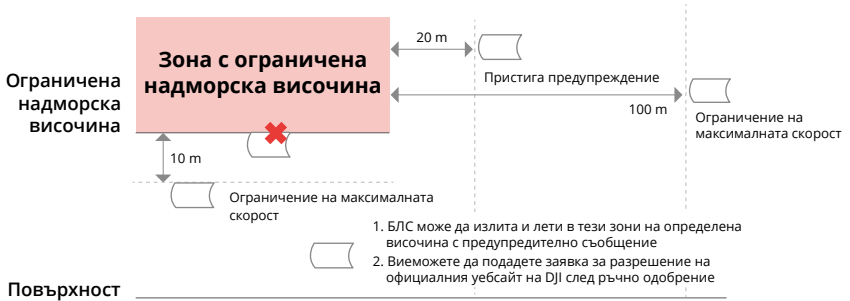 20 m
Зона с ограничена
надморска височина
Пристига предупреждение
Ограничена
надморска
височина
100 m
Ограничение на
максималната скорост
10 m
Ограничение на максималната
скорост
1. БЛС може да излита и лети в тези зони на определена
височина с предупредително съобщение
2. Виеможете да подадете заявка за разрешение на
официалния уебсайт на DJI след ръчно одобрение
Повърхност